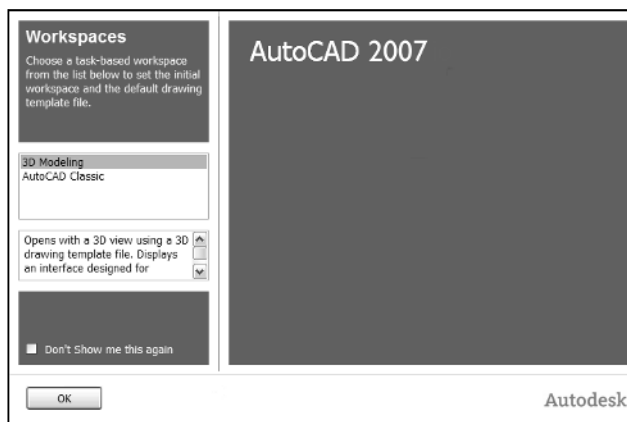 Workspaces
Choose a task-based workspace
from the list below to set the initial
workspace and the default drawing
template file.
3D Modeling
AutoCAD Classic
Opens with a 3D view using a 3D
drawing template file. Displays
an interface designed for
Don't Show me this again
OK
AutoCAD 2007
Autodesk